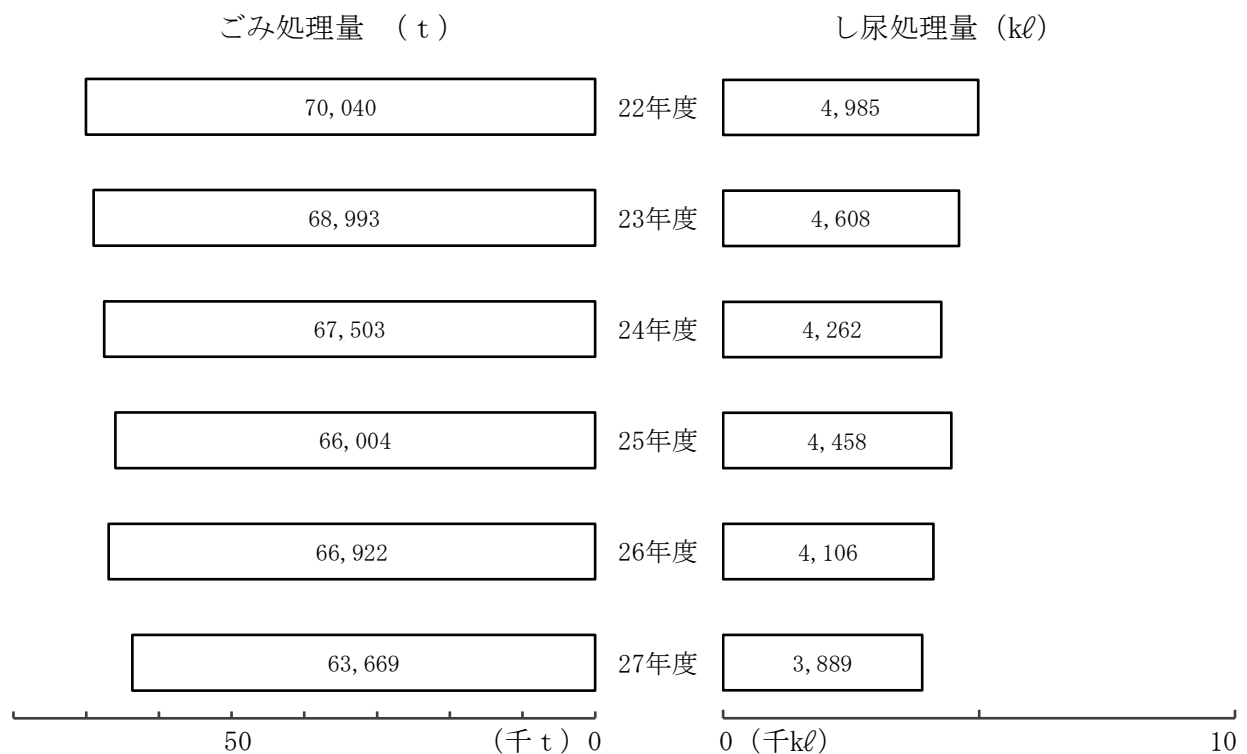 ごみ処理量　（ｔ）　し尿処理量（kℓ）
70,040　22年度　4,985
68,993　23年度　4,608
67,503　24年度　4,262
66,004　25年度　4,458
66,922　26年度　4,106
63,669　27年度　3,889
50　（千ｔ）0　0（千kℓ）　10